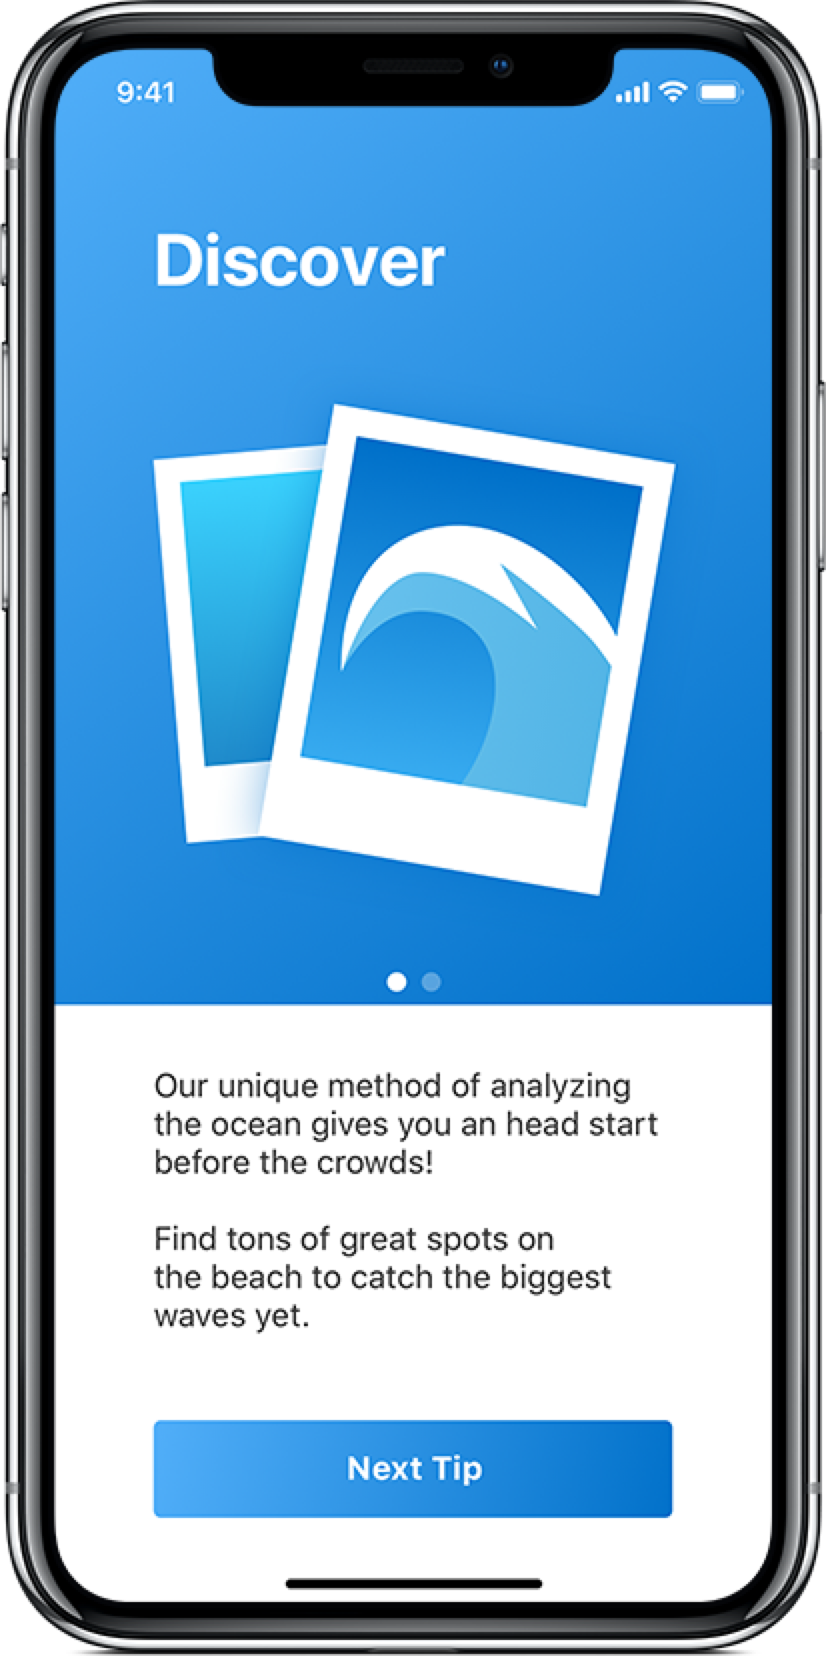 9:41
Discover
Our unique method of analyzing
the ocean gives you an head start
before the crowds!
Find tons of great spots on
the beach to catch the biggest
waves yet.
Next Tip